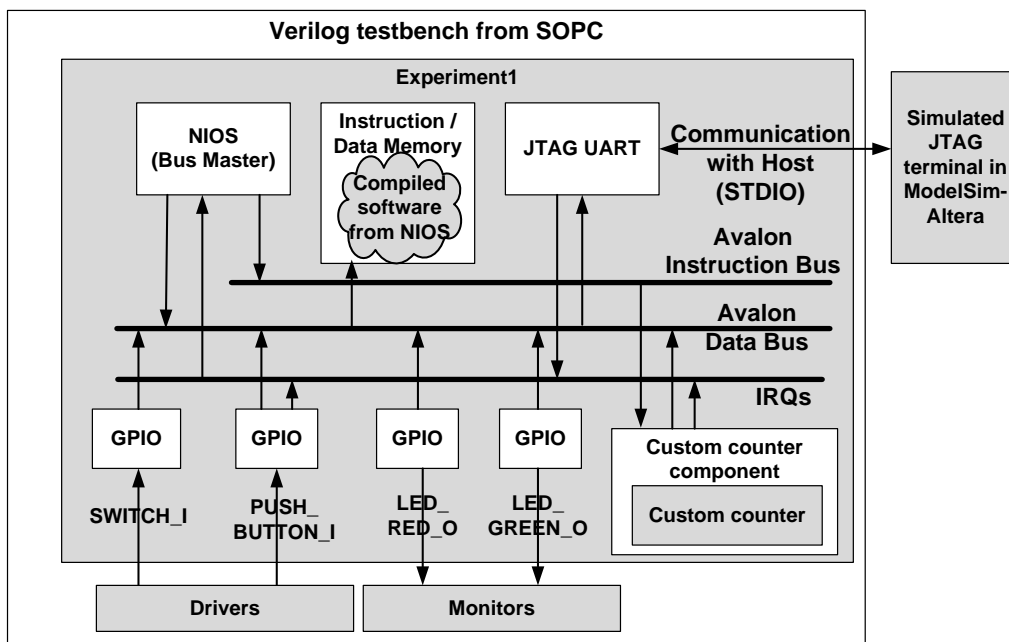 Verilog testbench from SOPC
Experiment1
NIOS
(Bus Master)
Instruction /
Data Memory
Compiled
software
from NIOS
JTAG UART
Communication
with Host
(STDIO)
Simulated
JTAG
terminal in
ModelSim-
Altera
Avalon
Instruction Bus
Avalon
Data Bus
IRQs
GPIO
GPIO
GPIO
GPIO
Custom counter
component
Custom counter
SWITCH_I
PUSH_
BUTTON_I
LED_
RED_O
LED_
GREEN_O
Drivers
Monitors